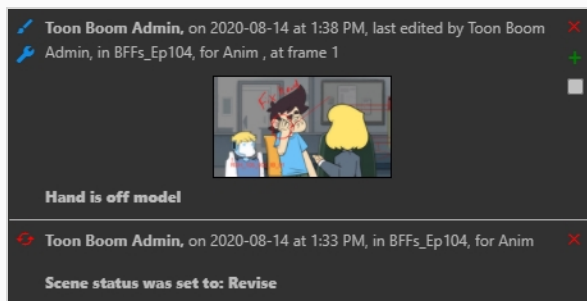 Toon Boom Admin, on 2020-08-14 at 1:38 PM, last edited by Toon Boom
Admin, in BFFs_Ep104, for Anim , at frame 1
Hand is off model
Toon Boom Admin, on 2020-08-14 at 1:33 PM, in BFFs_Ep104, for Anim
Scene status was set to: Revise